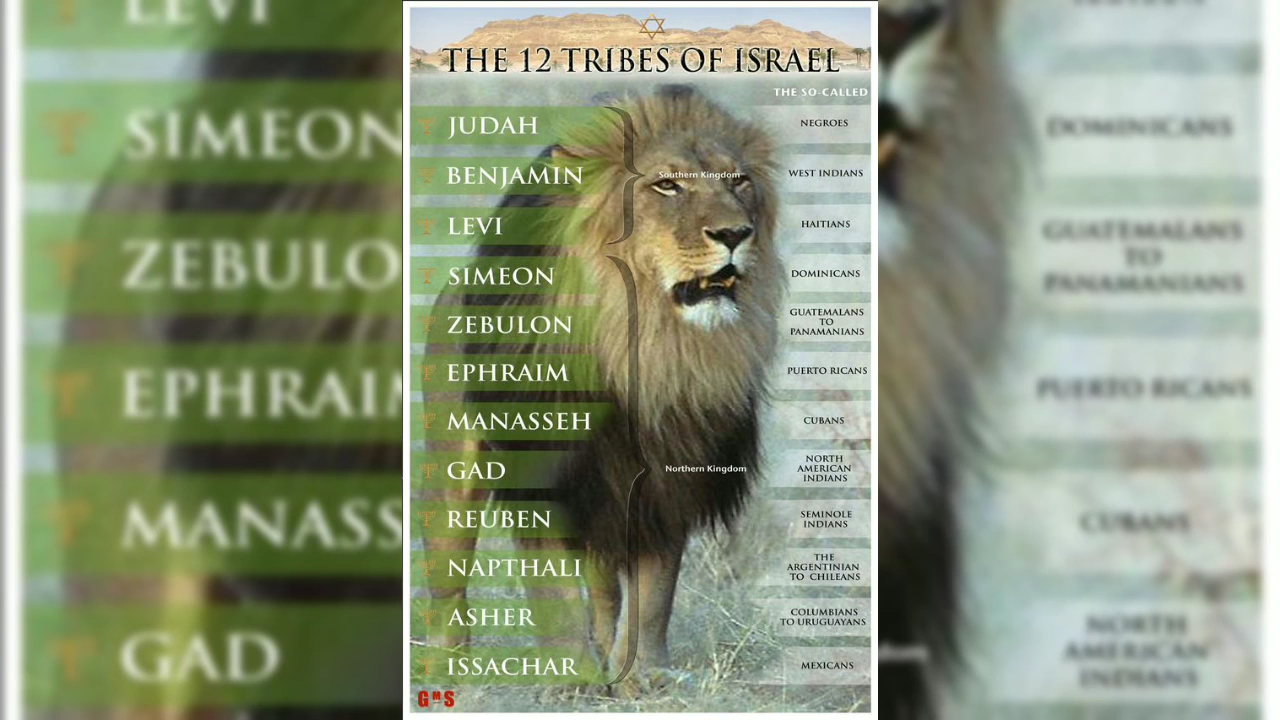 THE 12 TRIBES OF ISRAEL
THE SO-CALLED
JUDAH
NEGROES
BENJAMIN
Southern Kingdom
WEST INDIANS
LEVI
HAITIANS
SIMEON
DOMINICANS
ZEBULON
GUATEMALANS
TO
PANAMANIANS
EPHRAIM
PUERTO RICANS
MANASSEH
CUBANS
GAD
Northern Kingdom
NORTH
AMERICAN
INDIANS
REUBEN
SEMINOLE
INDIANS
NAPTHALI
THE
ARGENTINIAN
TO CHILEANS
ASHER
COLUMBIANS
TO URUGUAYANS
ISSACHAR
MEXICANS
GMS
LEVI
SIMEON
ZEBULO
EPHRAIM
MANASS
GAD
DOMINICANS
GUATEMALANS
TO
PANAMANIANS
PUERTO RICANS
CUBANS
NORTH
AMERICAN
INDIANS